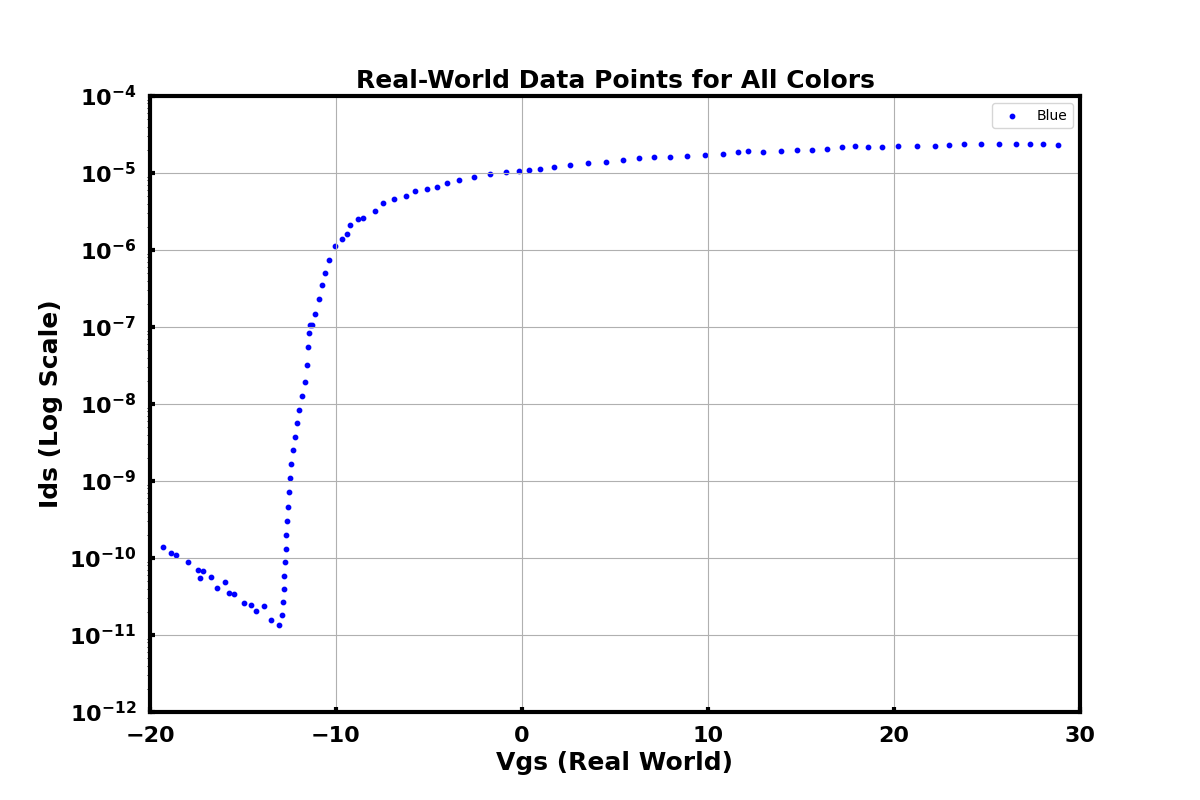 Real-World Data Points for All Colors
Blue
Ids (Log Scale)
10⁻⁴
10⁻⁵
10⁻⁶
10⁻⁷
10⁻⁸
10⁻⁹
10⁻¹⁰
10⁻¹¹
10⁻¹²
−20 −10 0 10 20 30
Vgs (Real World)